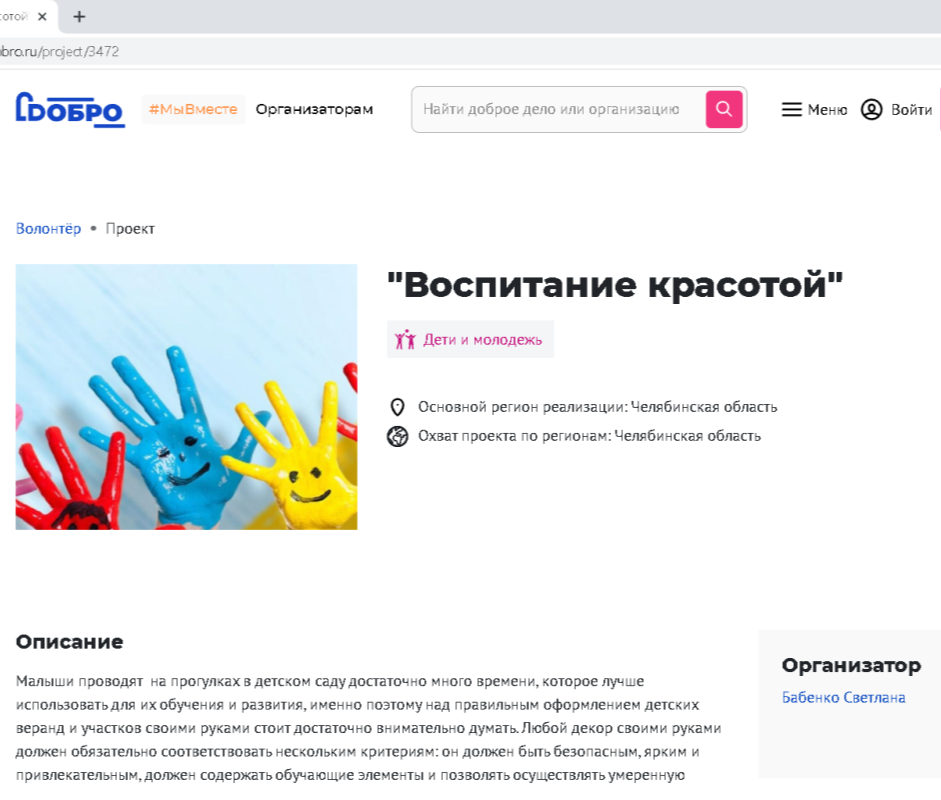 bro.ru/project/3472
ДОБРО
#МыВместе
Организаторам
Найти доброе дело или организацию
Меню
Войти
Волонтёр • Проект
"Воспитание красотой"
Дети и молодежь
Основной регион реализации: Челябинская область
Охват проекта по регионам: Челябинская область
Описание
Малыши проводят на прогулках в детском саду достаточно много времени, которое лучше
использовать для их обучения и развития, именно поэтому над правильным оформлением детских
веранд и участков своими руками стоит достаточно внимательно думать. Любой декор своими руками
должен обязательно соответствовать нескольким критериям: он должен быть безопасным, ярким и
привлекательным, должен содержать обучающие элементы и позволять осуществлять умеренную
Организатор
Бабенко Светлана